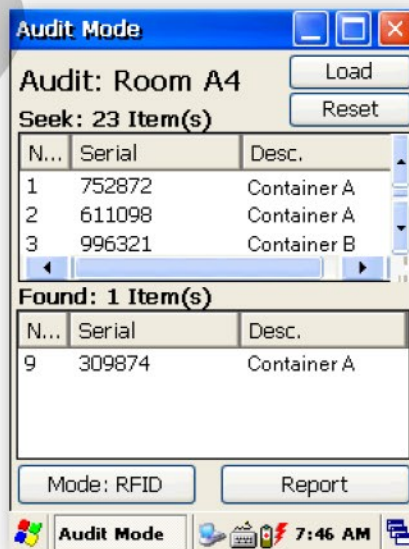 Audit Mode
Audit: Room A4
Load
Seek: 23 Item(s)
Reset
N... Serial Desc.
1 752872 Container A
2 611098 Container A
3 996321 Container B
Found: 1 Item(s)
N... Serial Desc.
9 309874 Container A
Mode: RFID Report
Audit Mode 7:46 AM